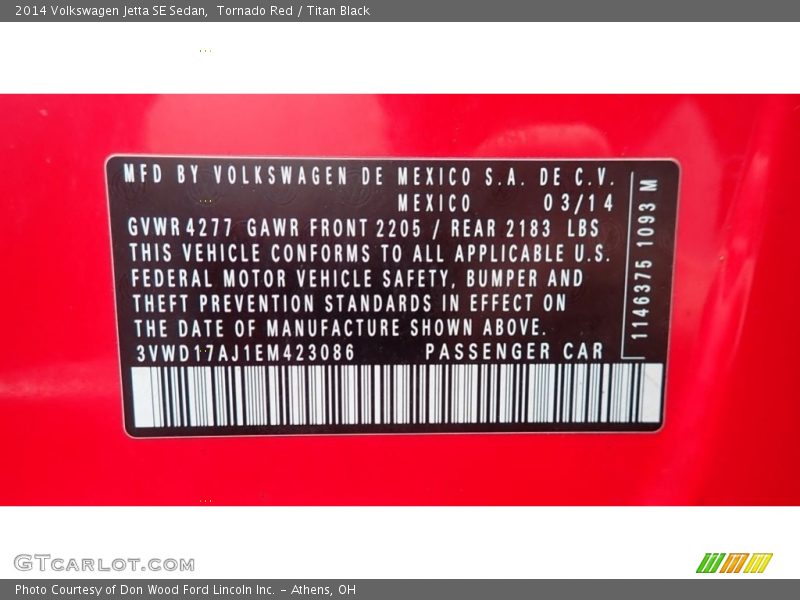 2014 Volkswagen Jetta SE Sedan,  Tornado Red / Titan Black
MFD BY VOLKSWAGEN DE MEXICO S.A. DE C.V.
MEXICO 03/14
GVWR 4277 GAWR FRONT 2205 / REAR 2183 LBS
THIS VEHICLE CONFORMS TO ALL APPLICABLE U.S.
FEDERAL MOTOR VEHICLE SAFETY, BUMPER AND
THEFT PREVENTION STANDARDS IN EFFECT ON
THE DATE OF MANUFACTURE SHOWN ABOVE.
3VWD17AJ1EM423086 PASSENGER CAR
1146375 1093 M
GTCARLOT.COM
Photo Courtesy of Don Wood Ford Lincoln Inc. - Athens, OH